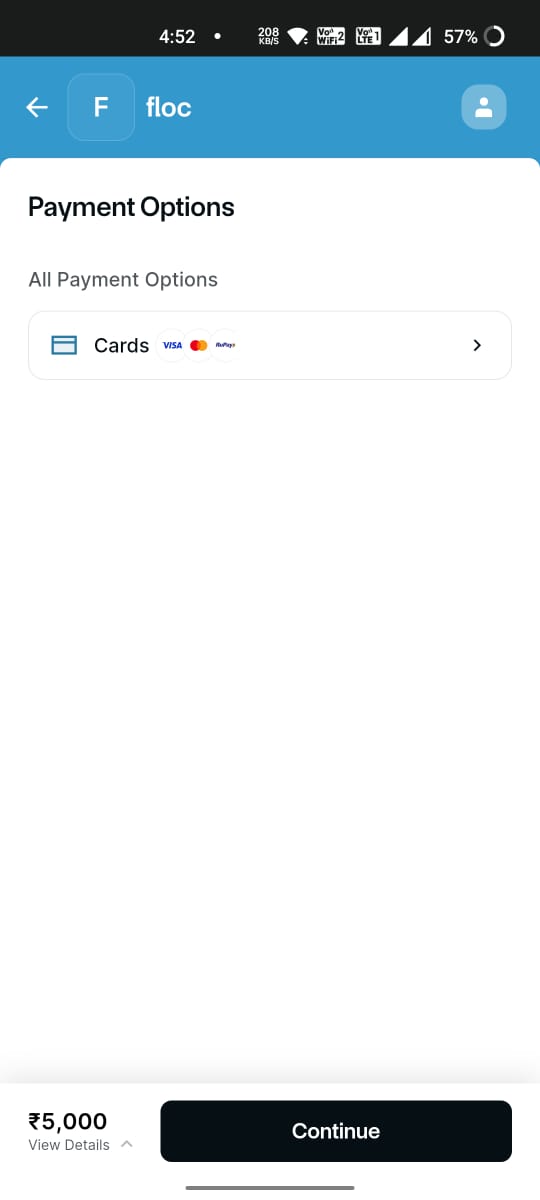 4:52 • 208 KB/S Vo)) WiFi 2 Vo)) LTE 1 57%
F floc
Payment Options
All Payment Options
Cards VISA RuPay
₹5,000
View Details
Continue